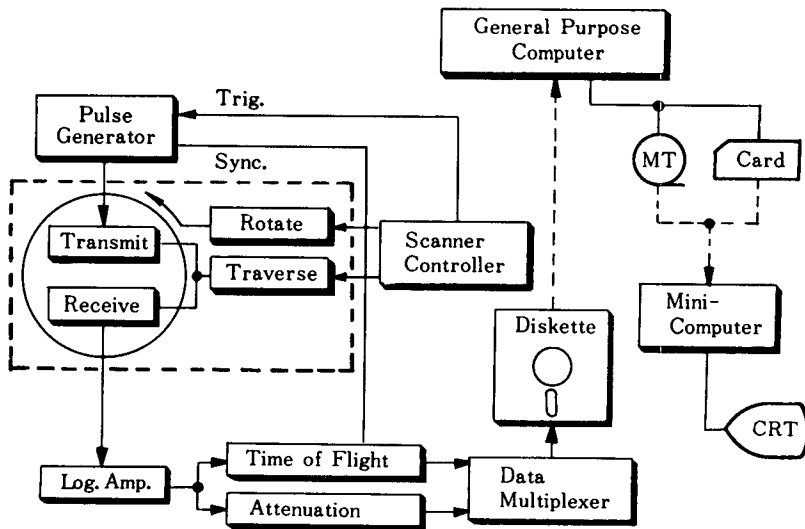 General Purpose
Computer
Trig.
Pulse
Generator
Sync.
MT
Card
Rotate
Transmit
Scanner
Controller
Traverse
Receive
Mini-
Computer
Diskette
CRT
Time of Flight
Log. Amp.
Data
Multiplexer
Attenuation